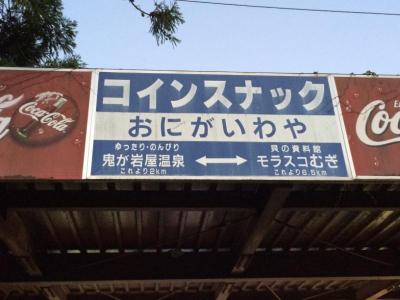 コインスナック
おにがいわや
ゆったり・のんびり
鬼が岩屋温泉
これより2km
貝の資料館
モラスコむぎ
これより6.5km
Coca-Cola